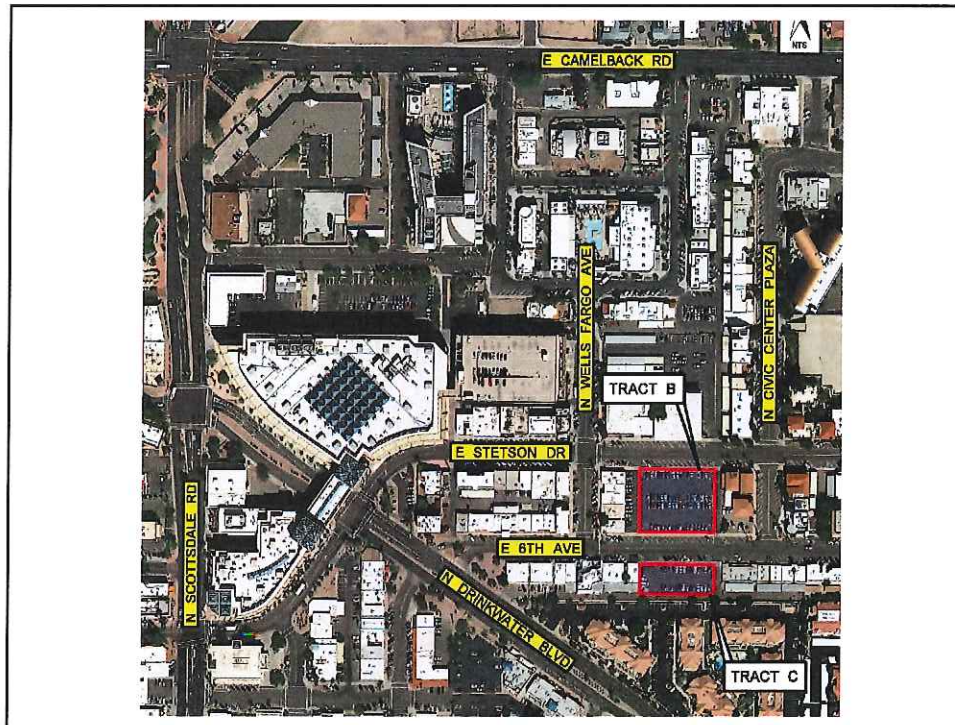 NTS
E CAMELBACK RD
N WELLS FARGO AVE
N CIVIC CENTER PLAZA
TRACT B
E STETSON DR
N SCOTTSDALE RD
E 6TH AVE
N DRINKWATER BLVD
TRACT C